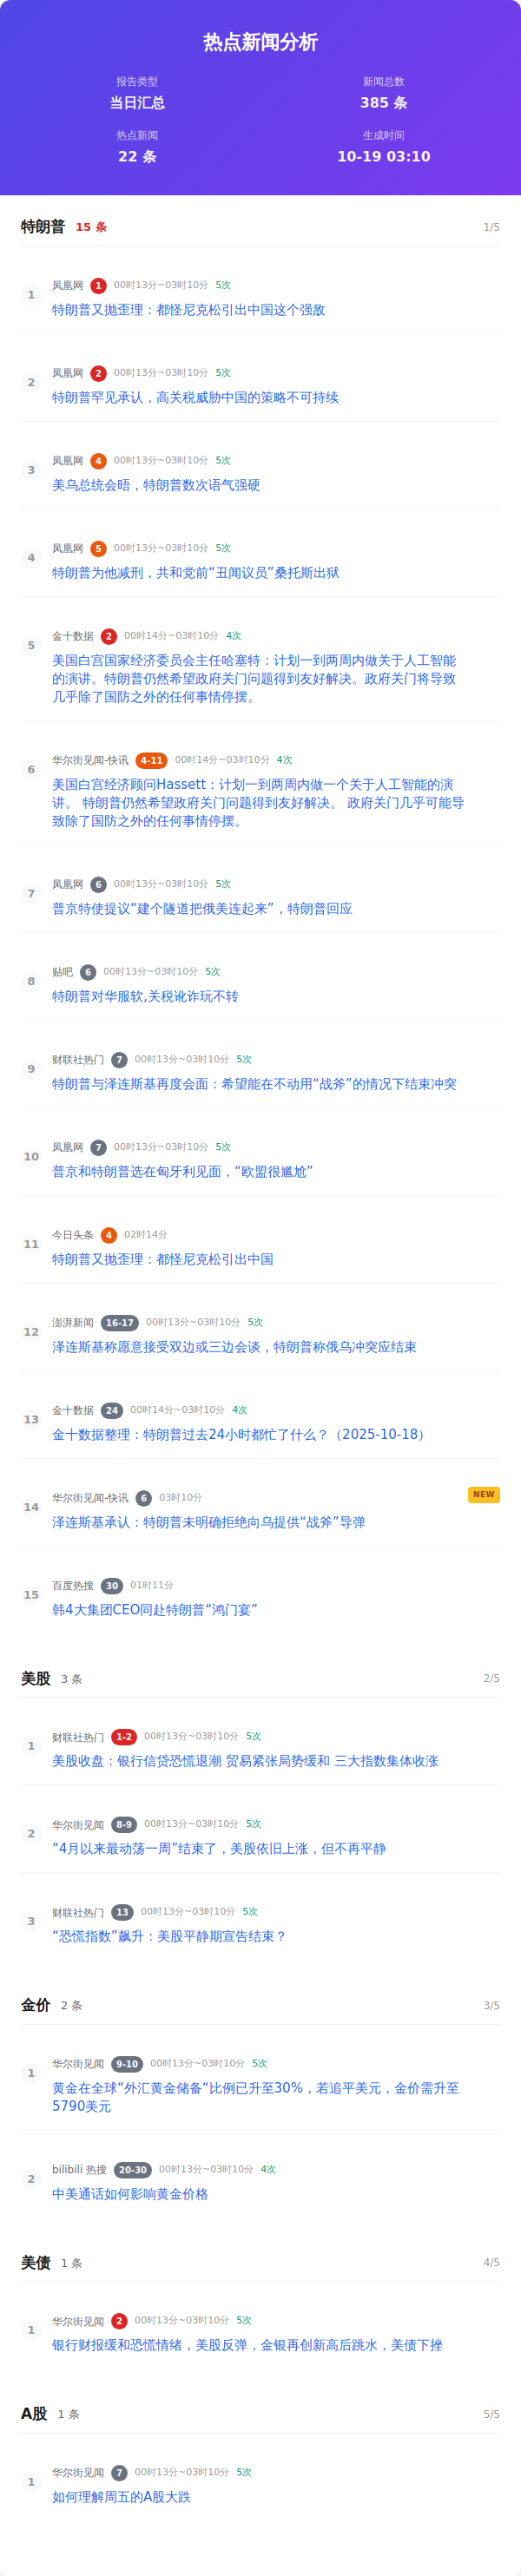 热点新闻分析
报告类型
当日汇总
新闻总数
385 条
热点新闻
22 条
生成时间
10-19 03:10
特朗普 15 条 1/5
1
凤凰网 1 00时13分~03时10分 5次
特朗普又抛歪理：都怪尼克松引出中国这个强敌
2
凤凰网 2 00时13分~03时10分 5次
特朗普罕见承认，高关税威胁中国的策略不可持续
3
凤凰网 4 00时13分~03时10分 5次
美乌总统会晤，特朗普数次语气强硬
4
凤凰网 5 00时13分~03时10分 5次
特朗普为他减刑，共和党前“丑闻议员”桑托斯出狱
5
金十数据 2 00时14分~03时10分 4次
美国白宫国家经济委员会主任哈塞特：计划一到两周内做关于人工智能
的演讲。特朗普仍然希望政府关门问题得到友好解决。政府关门将导致
几乎除了国防之外的任何事情停摆。
6
华尔街见闻-快讯 4-11 00时14分~03时10分 4次
美国白宫经济顾问Hassett：计划一到两周内做一个关于人工智能的演
讲。 特朗普仍然希望政府关门问题得到友好解决。 政府关门几乎可能导
致除了国防之外的任何事情停摆。
7
凤凰网 6 00时13分~03时10分 5次
普京特使提议“建个隧道把俄美连起来”，特朗普回应
8
贴吧 6 00时13分~03时10分 5次
特朗普对华服软,关税讹诈玩不转
9
财联社热门 7 00时13分~03时10分 5次
特朗普与泽连斯基再度会面：希望能在不动用“战斧”的情况下结束冲突
10
凤凰网 7 00时13分~03时10分 5次
普京和特朗普选在匈牙利见面，“欧盟很尴尬”
11
今日头条 4 02时14分
特朗普又抛歪理：都怪尼克松引出中国
12
澎湃新闻 16-17 00时13分~03时10分 5次
泽连斯基称愿意接受双边或三边会谈，特朗普称俄乌冲突应结束
13
金十数据 24 00时14分~03时10分 4次
金十数据整理：特朗普过去24小时都忙了什么？（2025-10-18）
14
华尔街见闻-快讯 6 03时10分 NEW
泽连斯基承认：特朗普未明确拒绝向乌提供“战斧”导弹
15
百度热搜 30 01时11分
韩4大集团CEO同赴特朗普“鸿门宴”
美股 3 条 2/5
1
财联社热门 1-2 00时13分~03时10分 5次
美股收盘：银行信贷恐慌退潮 贸易紧张局势缓和 三大指数集体收涨
2
华尔街见闻 8-9 00时13分~03时10分 5次
“4月以来最动荡一周”结束了，美股依旧上涨，但不再平静
3
财联社热门 13 00时13分~03时10分 5次
“恐慌指数”飙升：美股平静期宣告结束？
金价 2 条 3/5
1
华尔街见闻 9-10 00时13分~03时10分 5次
黄金在全球“外汇黄金储备“比例已升至30%，若追平美元，金价需升至
5790美元
2
bilibili 热搜 20-30 00时13分~03时10分 4次
中美通话如何影响黄金价格
美债 1 条 4/5
1
华尔街见闻 2 00时13分~03时10分 5次
银行财报缓和恐慌情绪，美股反弹，金银再创新高后跳水，美债下挫
A股 1 条 5/5
1
华尔街见闻 7 00时13分~03时10分 5次
如何理解周五的A股大跌